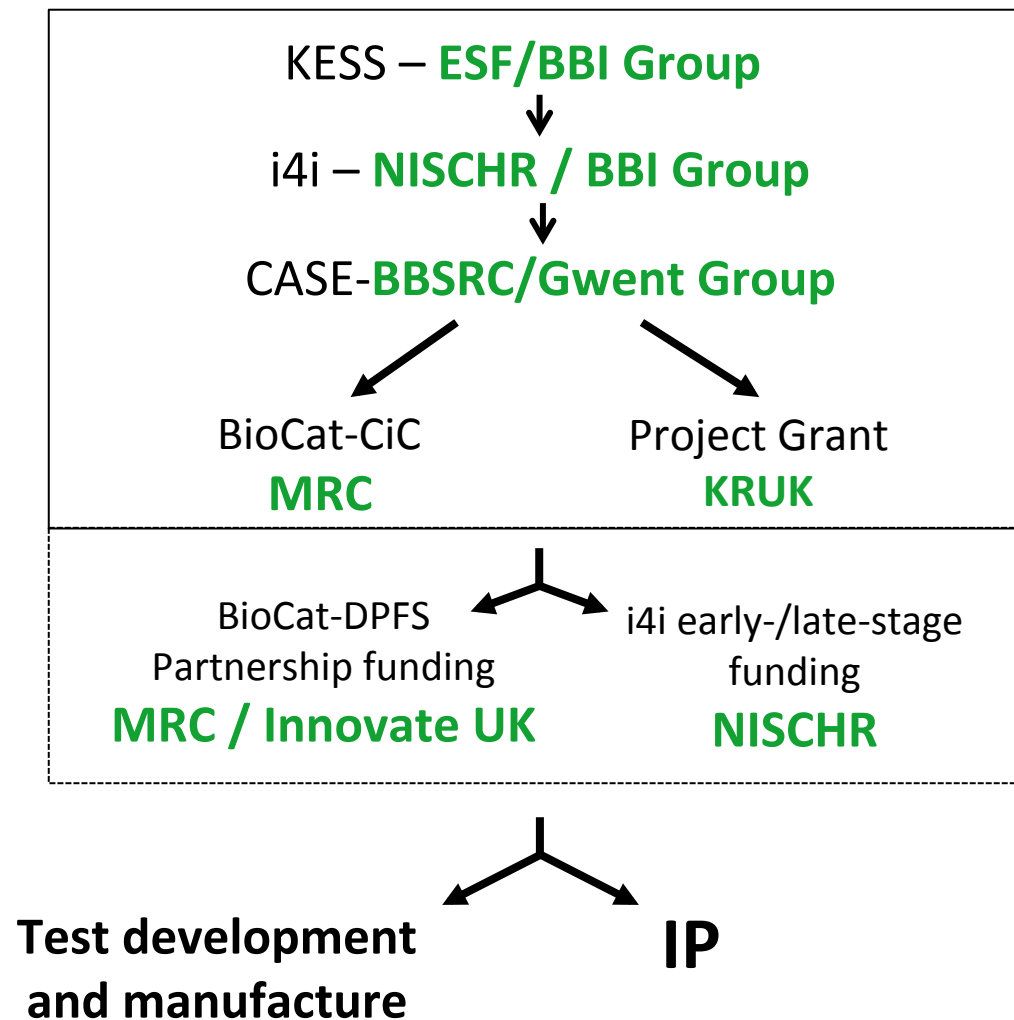 KESS – ESF/BBI Group
i4i – NISCHR / BBI Group
CASE-BBSRC/Gwent Group
BioCat-CiC
MRC
Project Grant
KRUK
BioCat-DPFS
Partnership funding
MRC / Innovate UK
i4i early-/late-stage
funding
NISCHR
Test development
and manufacture
IP